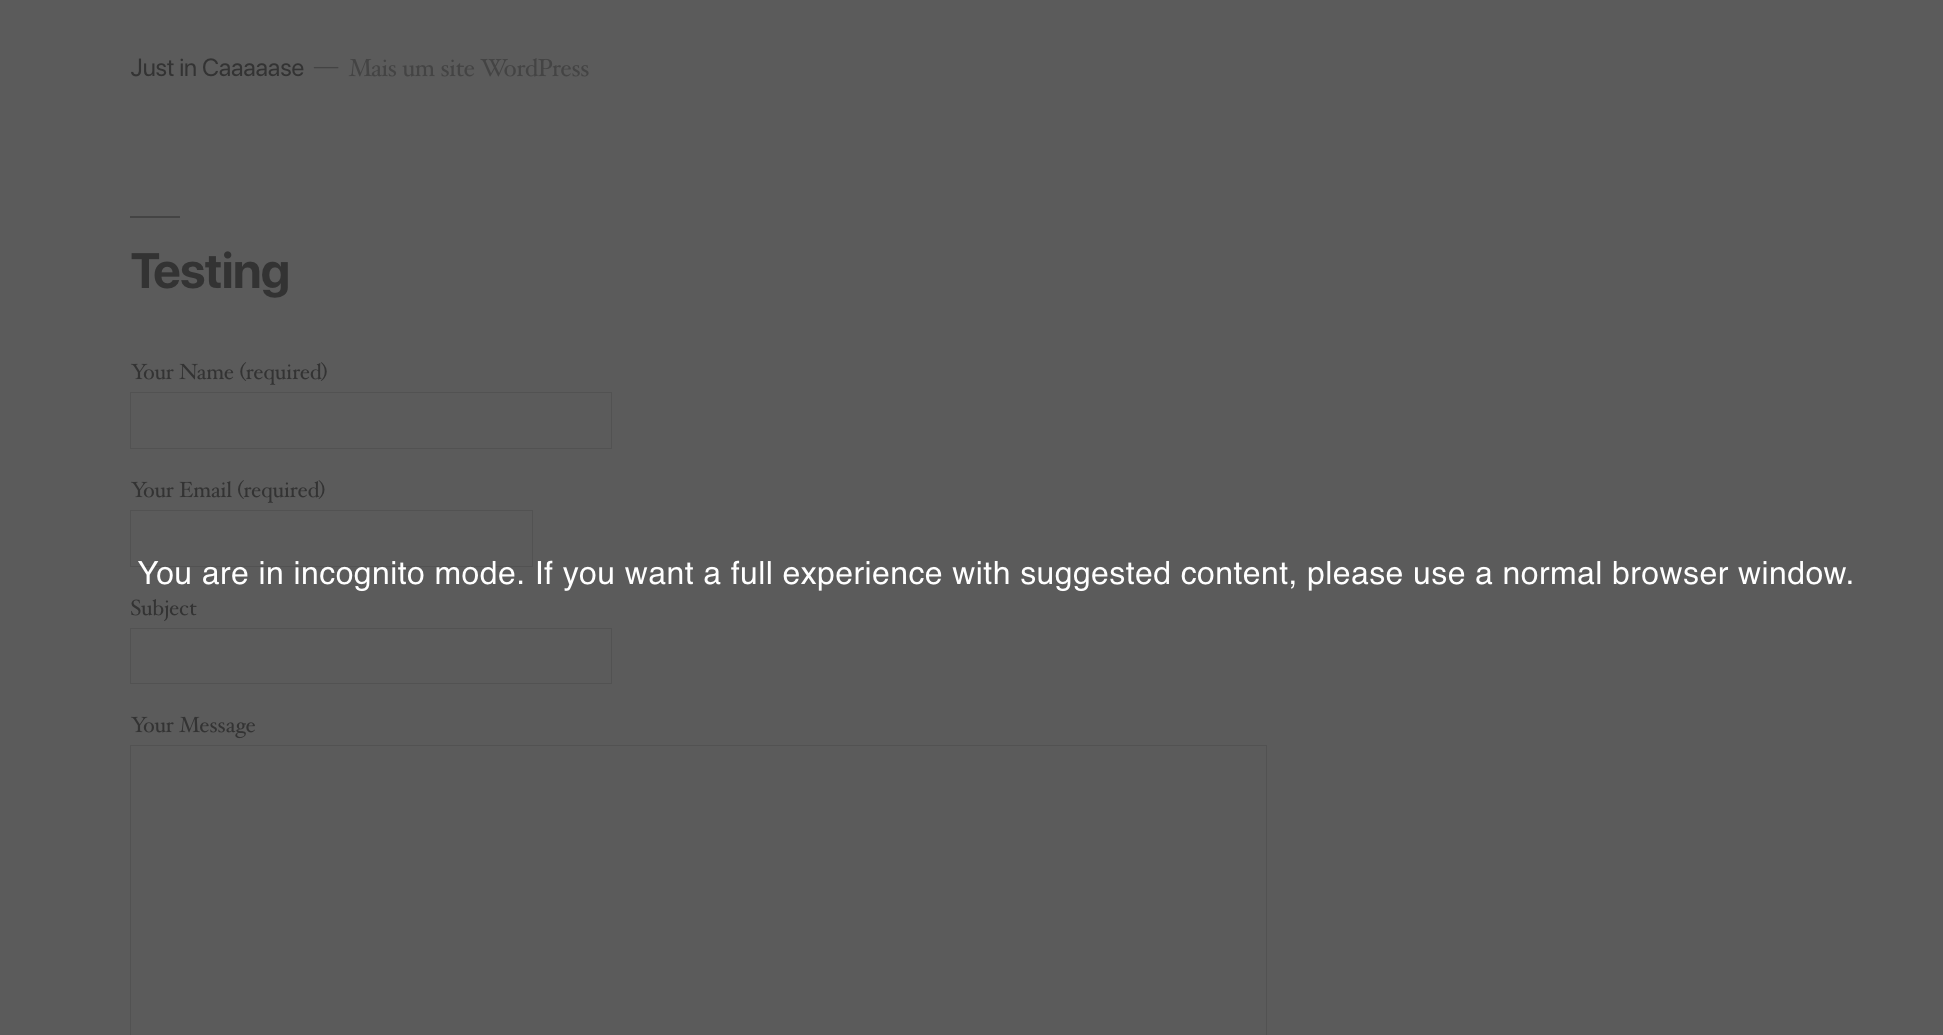 Just in Caaaaase — Mais um site WordPress
Testing
Your Name (required)
Your Email (required)
You are in incognito mode. If you want a full experience with suggested content, please use a normal browser window.
Subject
Your Message